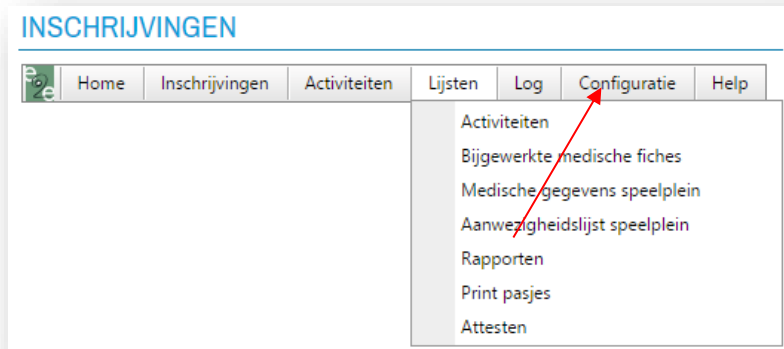 INSCHRIJVINGEN
e2e Home Inschrijvingen Activiteiten Lijsten Log Configuratie Help
Activiteiten
Bijgewerkte medische fiches
Medische gegevens speelplein
Aanwezigheidslijst speelplein
Rapporten
Print pasjes
Attesten